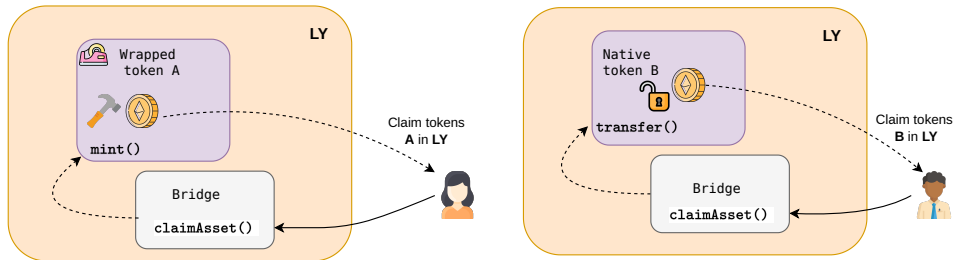 LY
Wrapped
token A
mint()
Bridge
claimAsset()
Claim tokens
A in LY
LY
Native
token B
transfer()
Bridge
claimAsset()
Claim tokens
B in LY